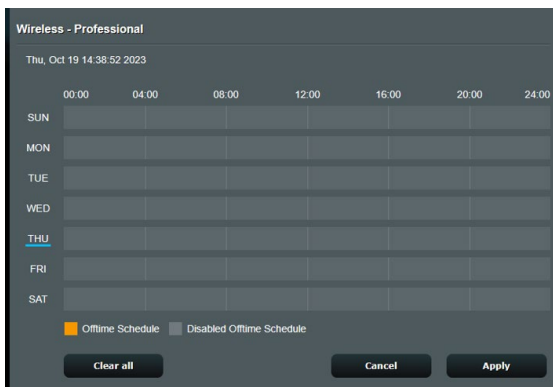 Wireless - Professional
Thu, Oct 19 14:38:52 2023
00:00 04:00 08:00 12:00 16:00 20:00 24:00
SUN
MON
TUE
WED
THU
FRI
SAT
Offtime Schedule Disabled Offtime Schedule
Clear all Cancel Apply